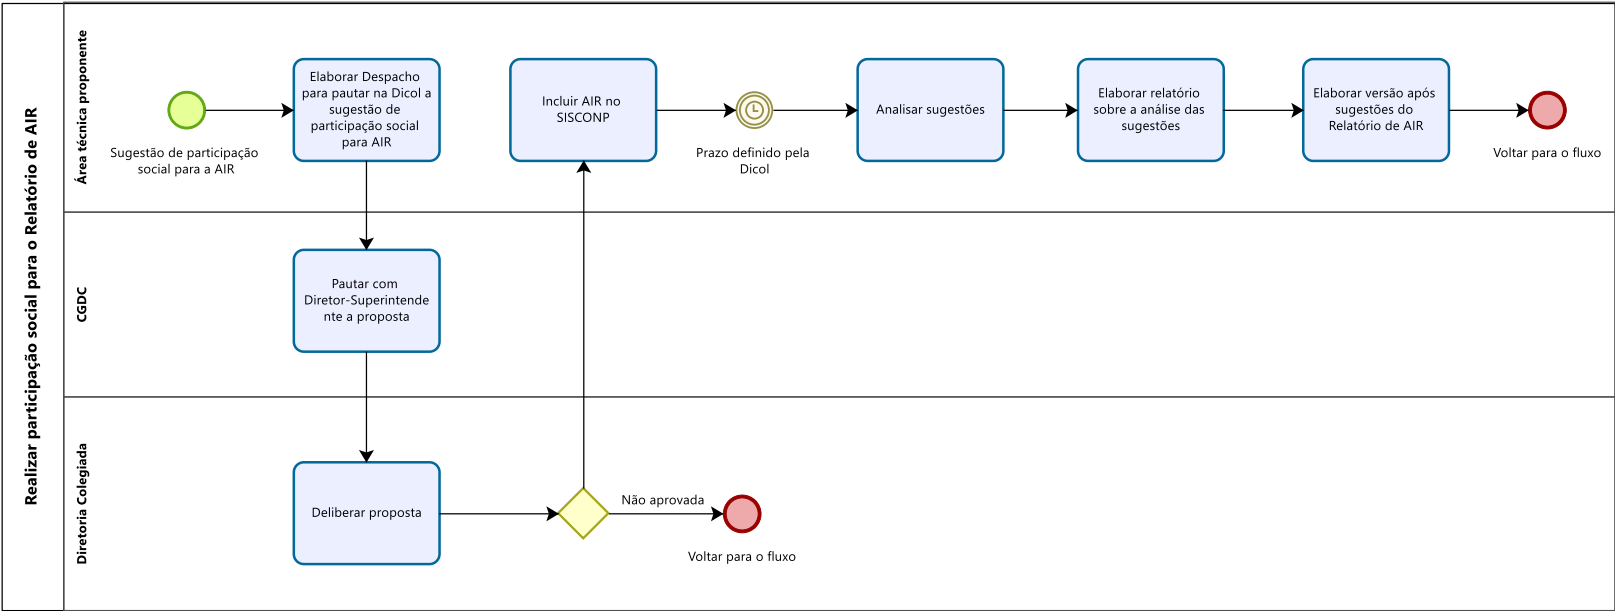 Realizar participação social para o Relatório de AIR
Área técnica proponente
Sugestão de participação
social para a AIR
Elaborar Despacho
para pautar na Dicol a
sugestão de
participação social
para AIR
Incluir AIR no
SISCONP
Prazo definido pela
Dicol
Analisar sugestões
Elaborar relatório
sobre a análise das
sugestões
Elaborar versão após
sugestões do
Relatório de AIR
Voltar para o fluxo
CGDC
Pautar com
Diretor-Superintende
nte a proposta
Diretoria Colegiada
Deliberar proposta
Não aprovada
Voltar para o fluxo